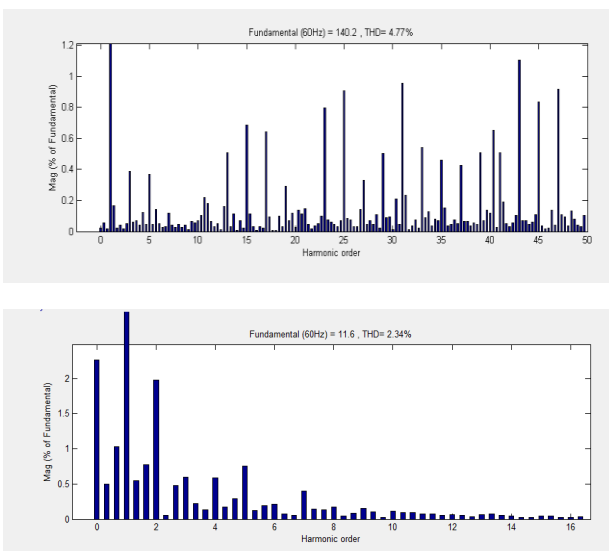 Fundamental (60Hz) = 140.2 , THD= 4.77%
1.2
1
0.8
0.6
0.4
0.2
0
Mag (% of Fundamental)
0 5 10 15 20 25 30 35 40 45 50
Harmonic order
Fundamental (60Hz) = 11.6 , THD= 2.34%
2
1.5
1
0.5
0
Mag (% of Fundamental)
0 2 4 6 8 10 12 14 16
Harmonic order